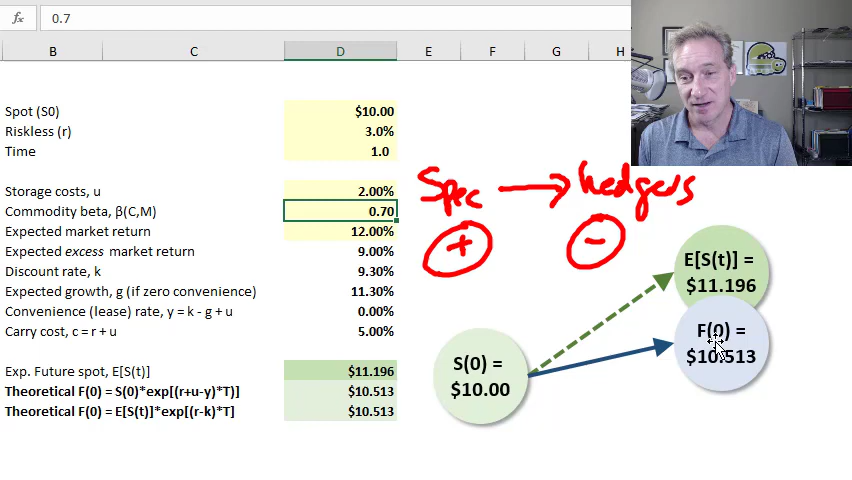 fx 0.7
B C D E F G H
Spot (S0) $10.00
Riskless (r) 3.0%
Time 1.0
Storage costs, u 2.00%
Commodity beta, β(C,M) 0.70
Expected market return 12.00%
Expected excess market return 9.00%
Discount rate, k 9.30%
Expected growth, g (if zero convenience) 11.30%
Convenience (lease) rate, y = k - g + u 0.00%
Carry cost, c = r + u 5.00%
Exp. Future spot, E[S(t)] $11.196
Theoretical F(0) = S(0)*exp[(r+u-y)*T)] $10.513
Theoretical F(0) = E[S(t)]*exp[(r-k)*T] $10.513
Spec → hedgers
+ −
E[S(t)] =
$11.196
F(0) =
$10.513
S(0) =
$10.00